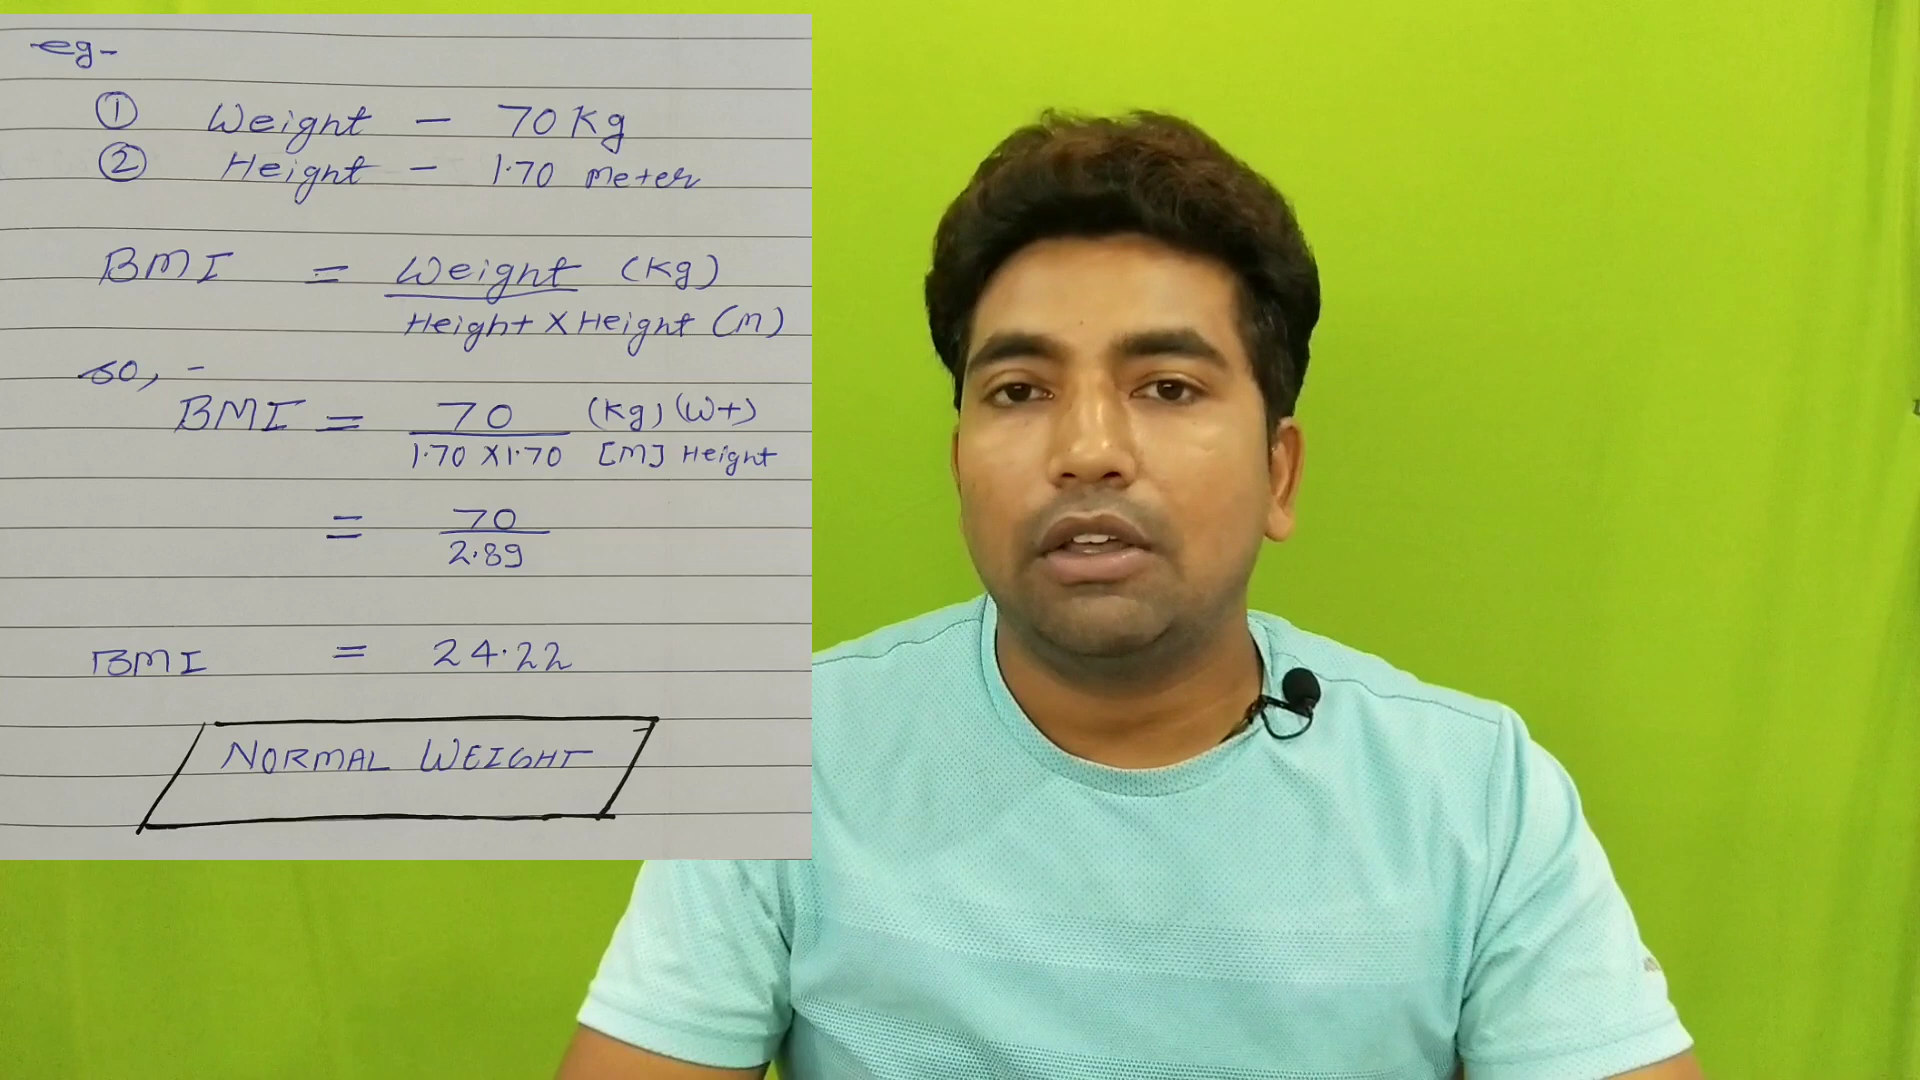 eg-
① Weight - 70 Kg
② Height - 1.70 meter
BMI = Weight (Kg)
Height X Height (M)
so, -
BMI = 70 (Kg) (wt)
1.70 X 1.70 [M] Height
= 70
2.89
BMI = 24.22
NORMAL WEIGHT